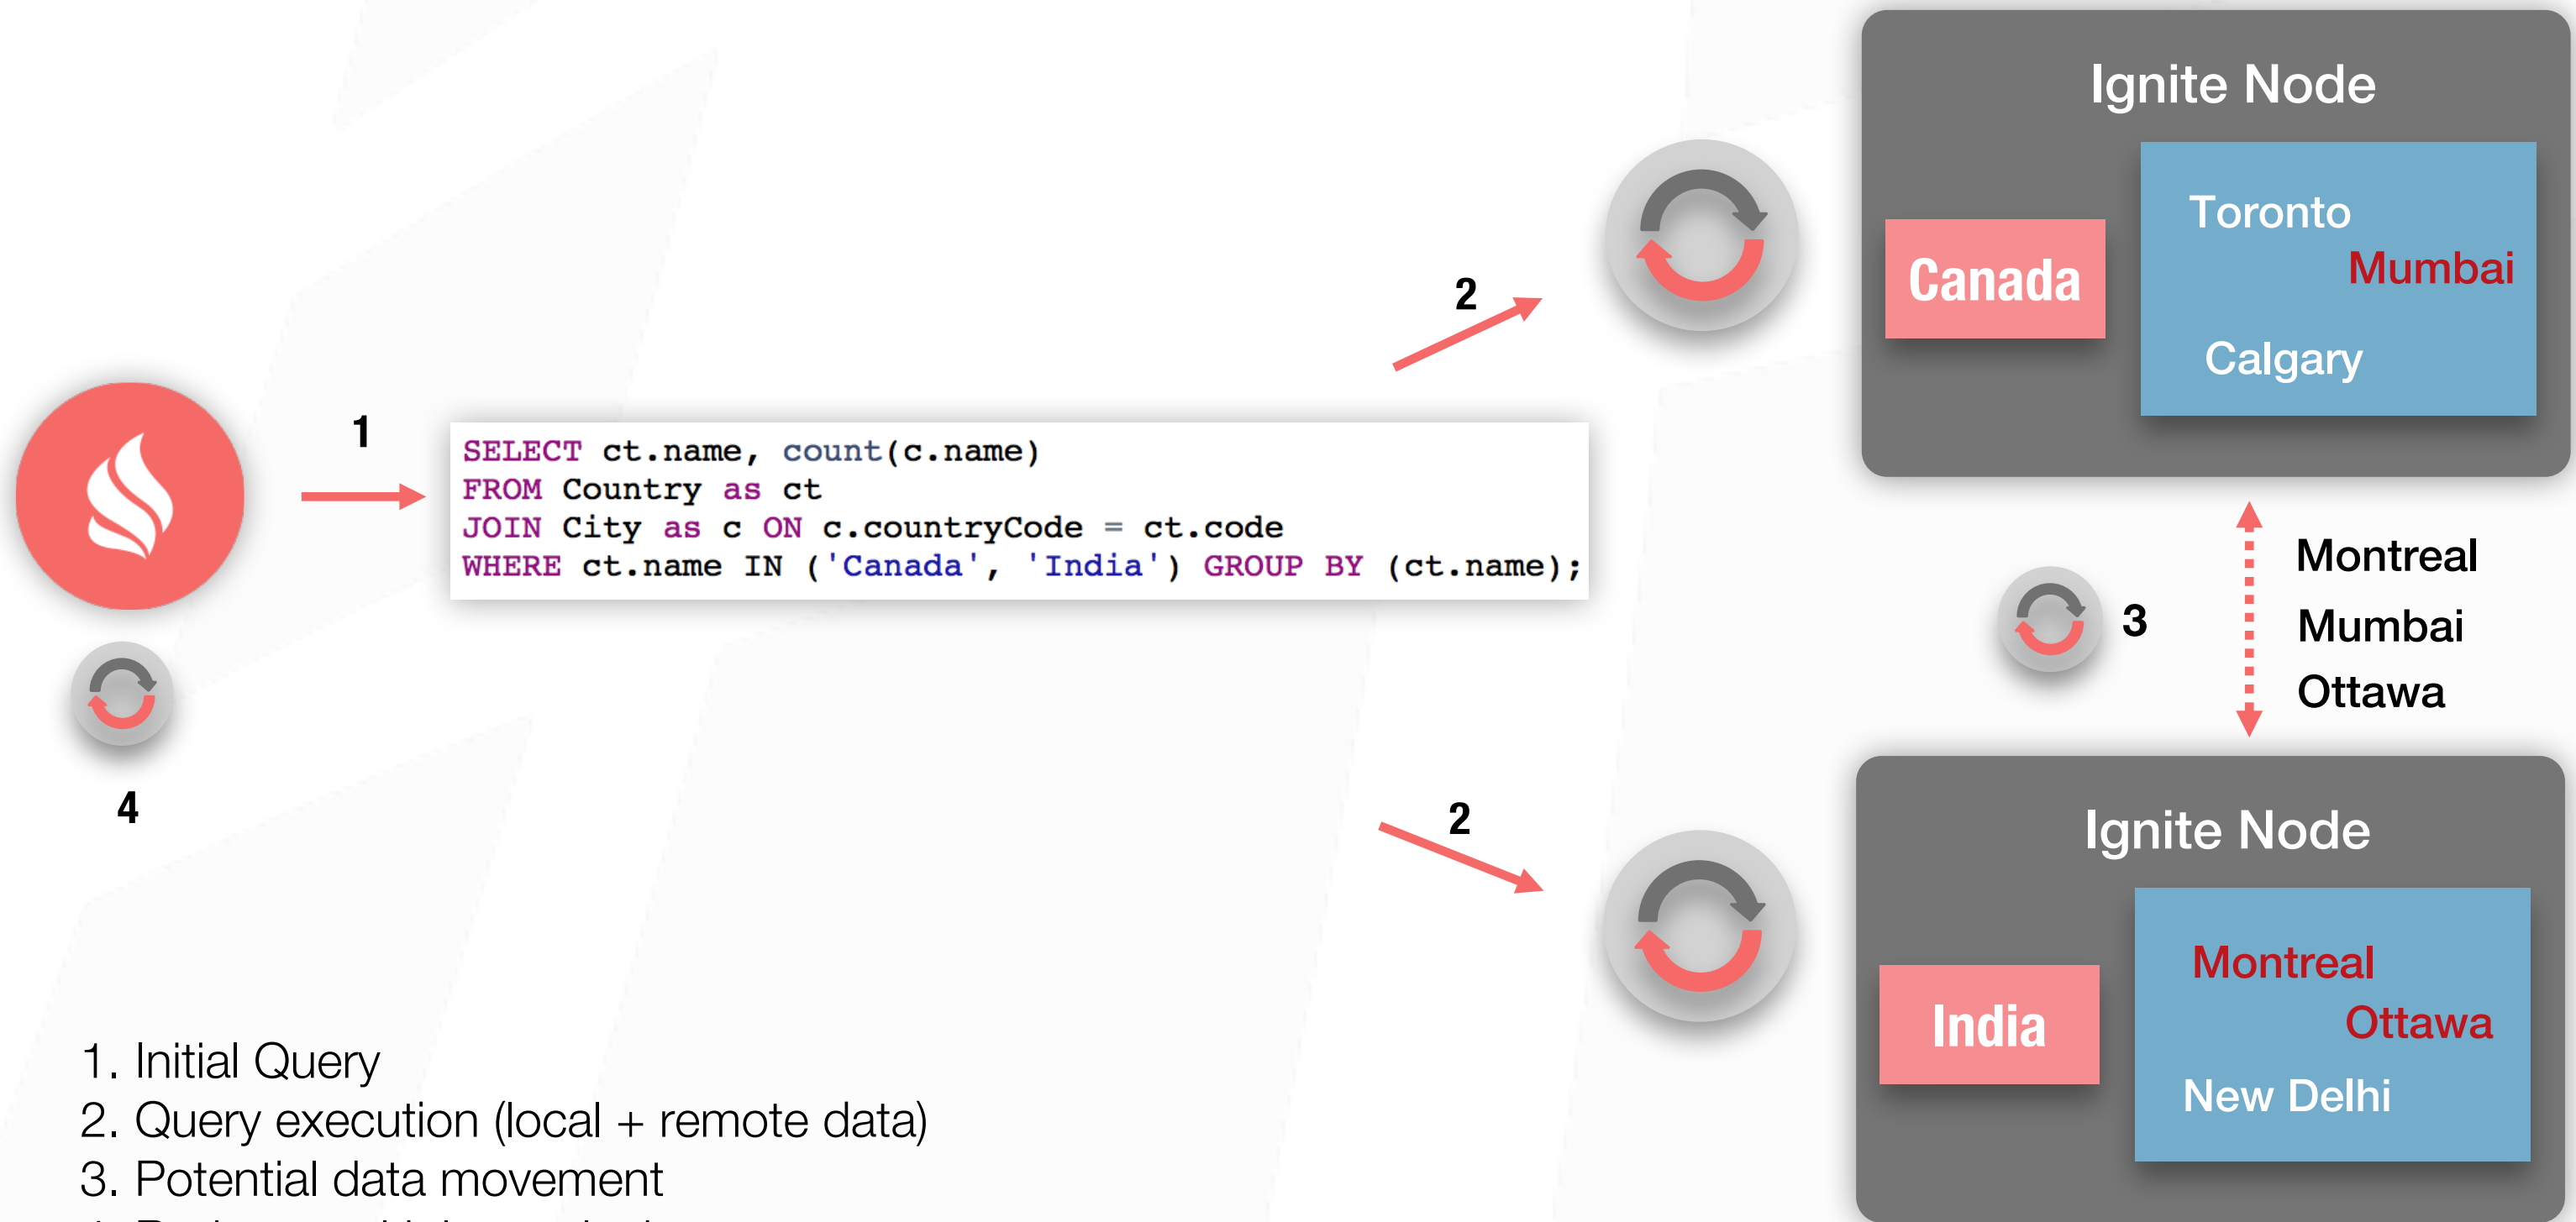 1
SELECT ct.name, count(c.name)
FROM Country as ct
JOIN City as c ON c.countryCode = ct.code
WHERE ct.name IN ('Canada', 'India') GROUP BY (ct.name);
2
2
4
Ignite Node
Canada
Toronto
Mumbai
Calgary
3
Montreal
Mumbai
Ottawa
Ignite Node
India
Montreal
Ottawa
New Delhi
1. Initial Query
2. Query execution (local + remote data)
3. Potential data movement